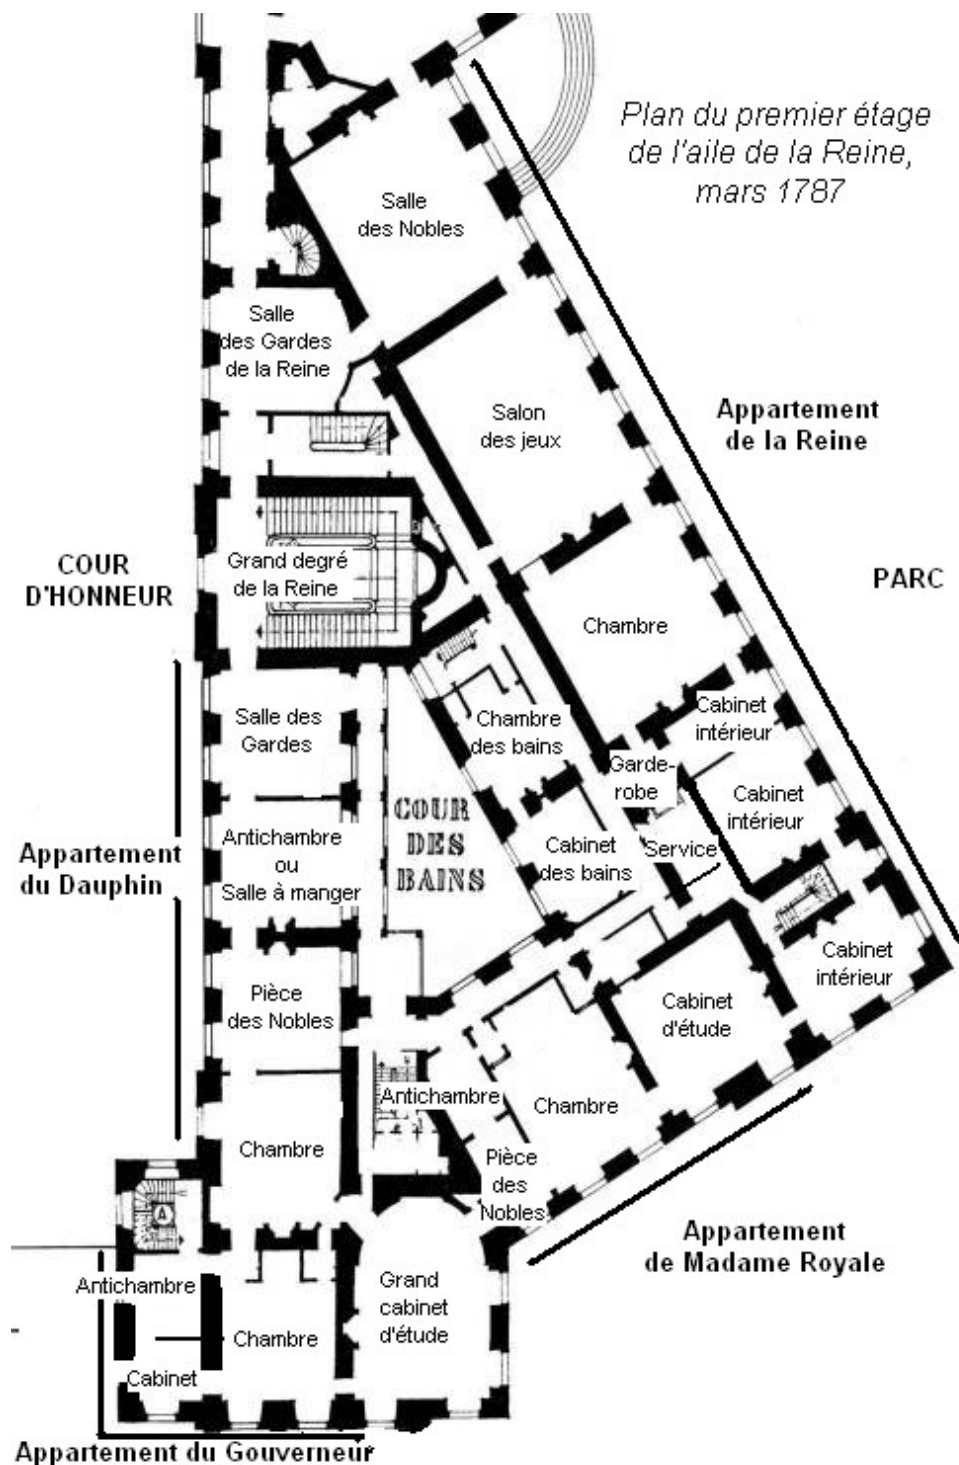 Plan du premier étage
de l'aile de la Reine,
mars 1787
Salle
des Nobles
Salle
des Gardes
de la Reine
Salon
des jeux
Appartement
de la Reine
COUR
D'HONNEUR
Grand degré
de la Reine
PARC
Chambre
Salle des
Gardes
Chambre
des bains
Cabinet
intérieur
Garde-
robe
Cabinet
intérieur
COUR
DES
BAINS
Antichambre
ou
Salle à manger
Appartement
du Dauphin
Cabinet
des bains
Service
Cabinet
intérieur
Pièce
des Nobles
Cabinet
d'étude
Antichambre
Chambre
Chambre
Pièce
des
Nobles
A
Appartement
de Madame Royale
Antichambre
Grand
cabinet
d'étude
Chambre
Cabinet
Appartement du Gouverneur